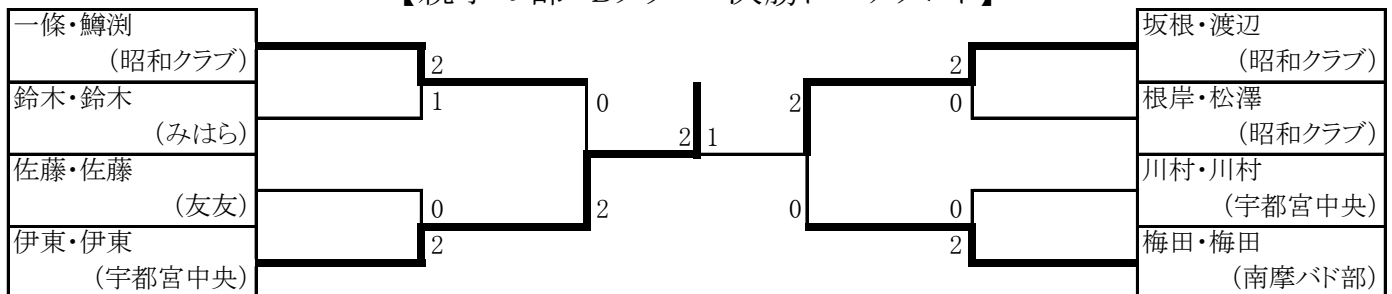 一條・鱒渕
(昭和クラブ)
鈴木・鈴木
(みはら)
佐藤・佐藤
(友友)
伊東・伊東
(宇都宮中央)
2
1
0
2
0
2
2 1
2
0
2
0
0
2
坂根・渡辺
(昭和クラブ)
根岸・松澤
(昭和クラブ)
川村・川村
(宇都宮中央)
梅田・梅田
(南摩バド部)